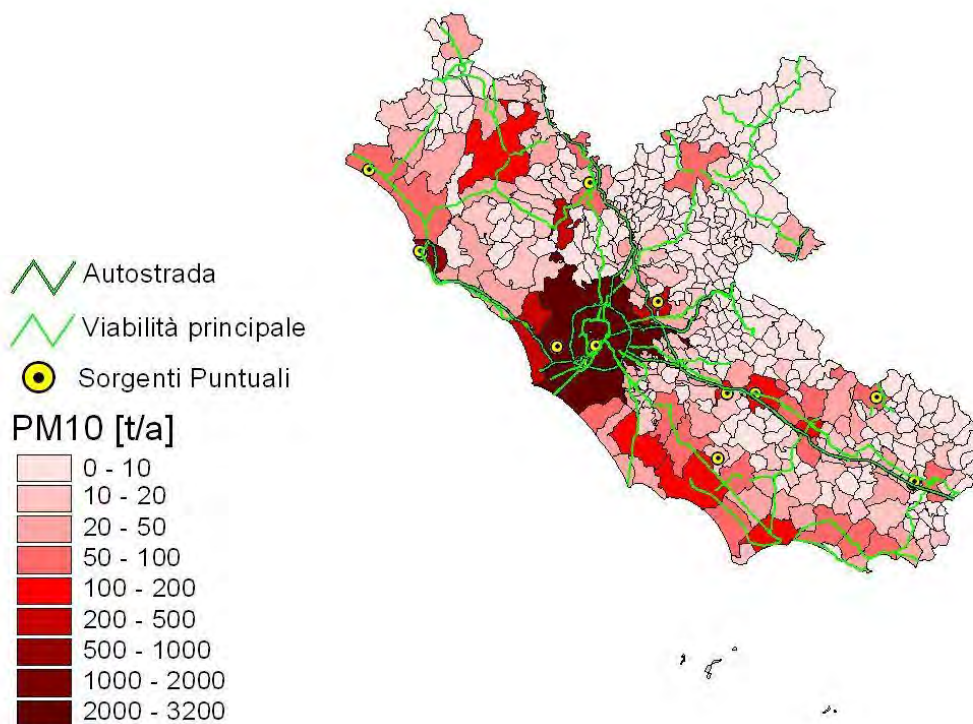 Autostrada
Viabilità principale
Sorgenti Puntuali
PM10 [t/a]
0 - 10
10 - 20
20 - 50
50 - 100
100 - 200
200 - 500
500 - 1000
1000 - 2000
2000 - 3200